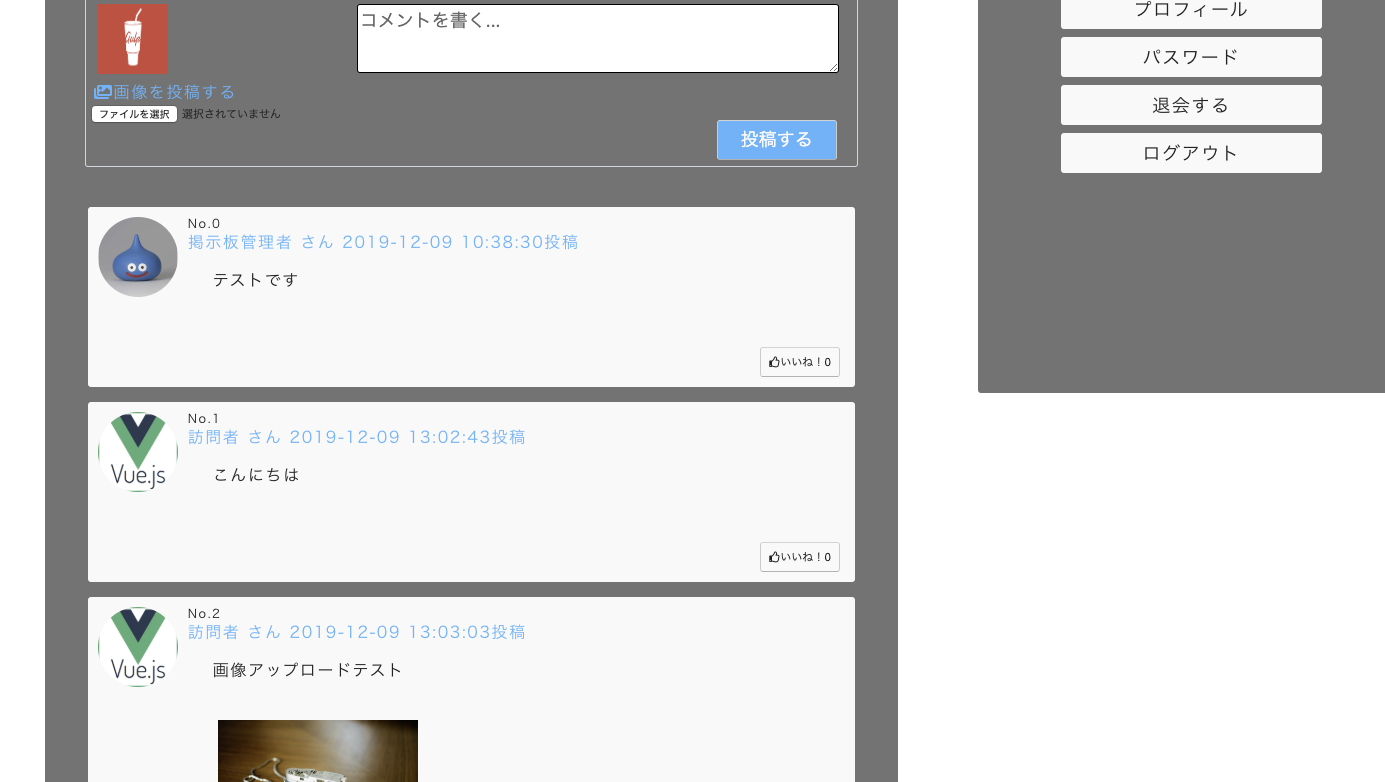 Gulp
コメントを書く...
画像を投稿する
ファイルを選択 選択されていません
投稿する
No.0
掲示板管理者 さん 2019-12-09 10:38:30投稿
テストです
いいね！0
No.1
訪問者 さん 2019-12-09 13:02:43投稿
Vue.js
こんにちは
いいね！0
No.2
訪問者 さん 2019-12-09 13:03:03投稿
Vue.js
画像アップロードテスト
プロフィール
パスワード
退会する
ログアウト